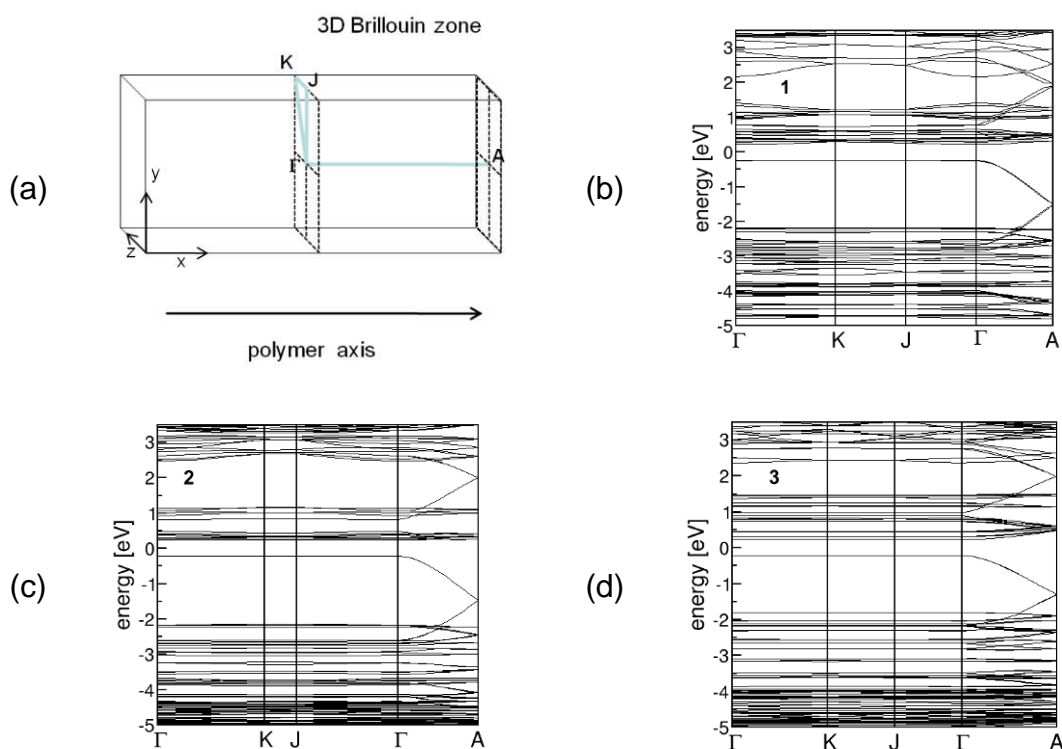 (a)
3D Brillouin zone
K
J
Γ
A
y
z
x
polymer axis
(b)
energy [eV]
3
2
1
0
-1
-2
-3
-4
-5
1
Γ
K
J
Γ
A
(c)
energy [eV]
3
2
1
0
-1
-2
-3
-4
-5
2
Γ
K
J
Γ
A
(d)
energy [eV]
3
2
1
0
-1
-2
-3
-4
-5
3
Γ
K
J
Γ
A